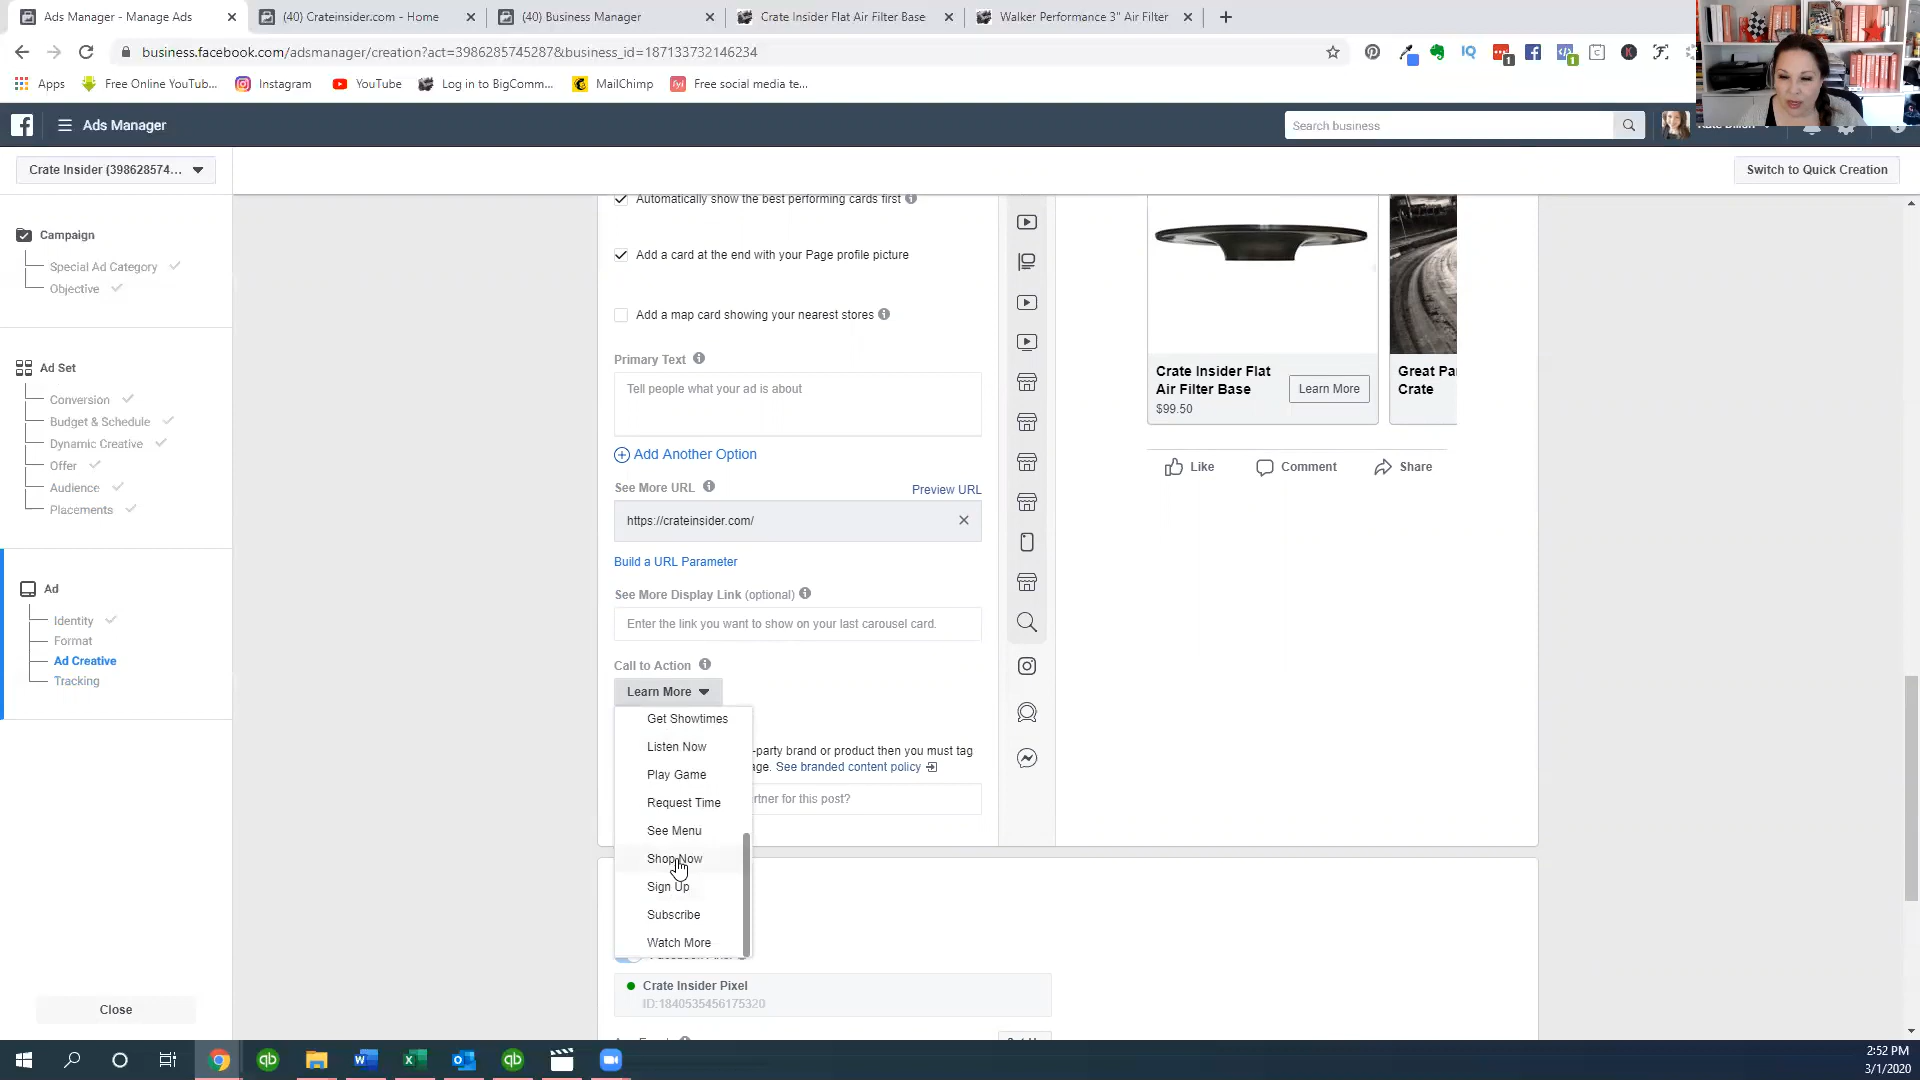 Ads Manager - Manage Ads
(40) Crateinsider.com - Home
(40) Business Manager
Crate Insider Flat Air Filter Base
Walker Performance 3" Air Filter
business.facebook.com/adsmanager/creation?act=3986285745287&business_id=187133732146234
Apps
Free Online YouTub...
Instagram
YouTube
Log in to BigComm...
MailChimp
Free social media te...
Ads Manager
Search business
Crate Insider (398628574...
Switch to Quick Creation
Campaign
Special Ad Category
Objective
Ad Set
Conversion
Budget & Schedule
Dynamic Creative
Offer
Audience
Placements
Ad
Identity
Format
Ad Creative
Tracking
Close
Automatically show the best performing cards first
Add a card at the end with your Page profile picture
Add a map card showing your nearest stores
Primary Text
Tell people what your ad is about
Add Another Option
See More URL
Preview URL
https://crateinsider.com/
Build a URL Parameter
See More Display Link (optional)
Enter the link you want to show on your last carousel card.
Call to Action
Learn More
Get Showtimes
Listen Now
Play Game
Request Time
See Menu
Shop Now
Sign Up
Subscribe
Watch More
-party brand or product then you must tag
See branded content policy
for this post?
Crate Insider Pixel
ID:1840535456175320
Crate Insider Flat
Air Filter Base
$99.50
Learn More
Great Pa
Crate
Like
Comment
Share
2:52 PM
3/1/2020